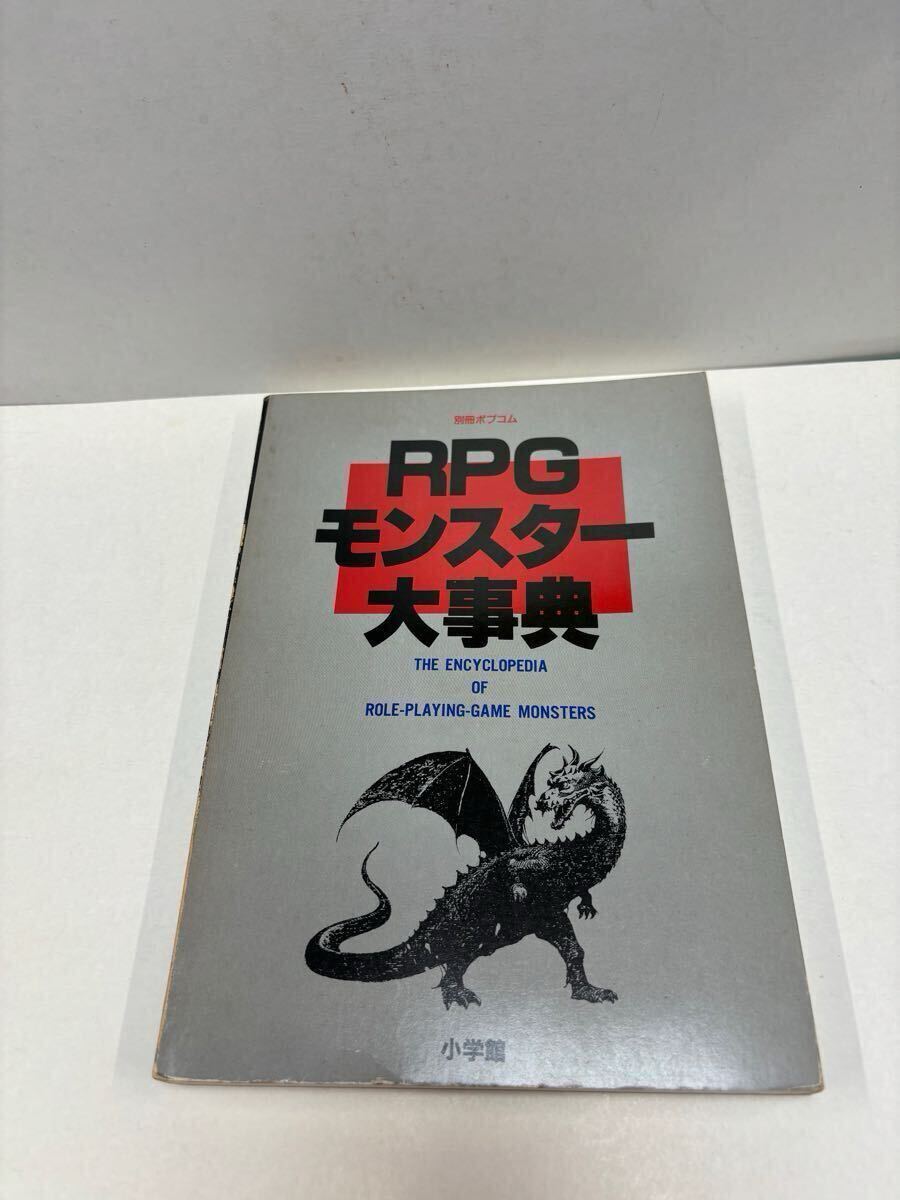 別冊ポプコム
RPG
モンスター
大事典
THE ENCYCLOPEDIA
OF
ROLE-PLAYING-GAME MONSTERS
小学館